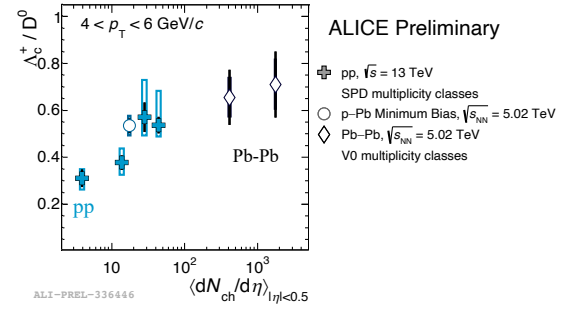 Λc+ / D0
4 < pT < 6 GeV/c
1
0.8
0.6
0.4
0.2
Pb-Pb
pp
10 10² 10³
⟨dNch/dη⟩|η|<0.5
ALI-PREL-336446
ALICE Preliminary
pp, √s = 13 TeV
SPD multiplicity classes
p−Pb Minimum Bias, √sNN = 5.02 TeV
Pb−Pb, √sNN = 5.02 TeV
V0 multiplicity classes